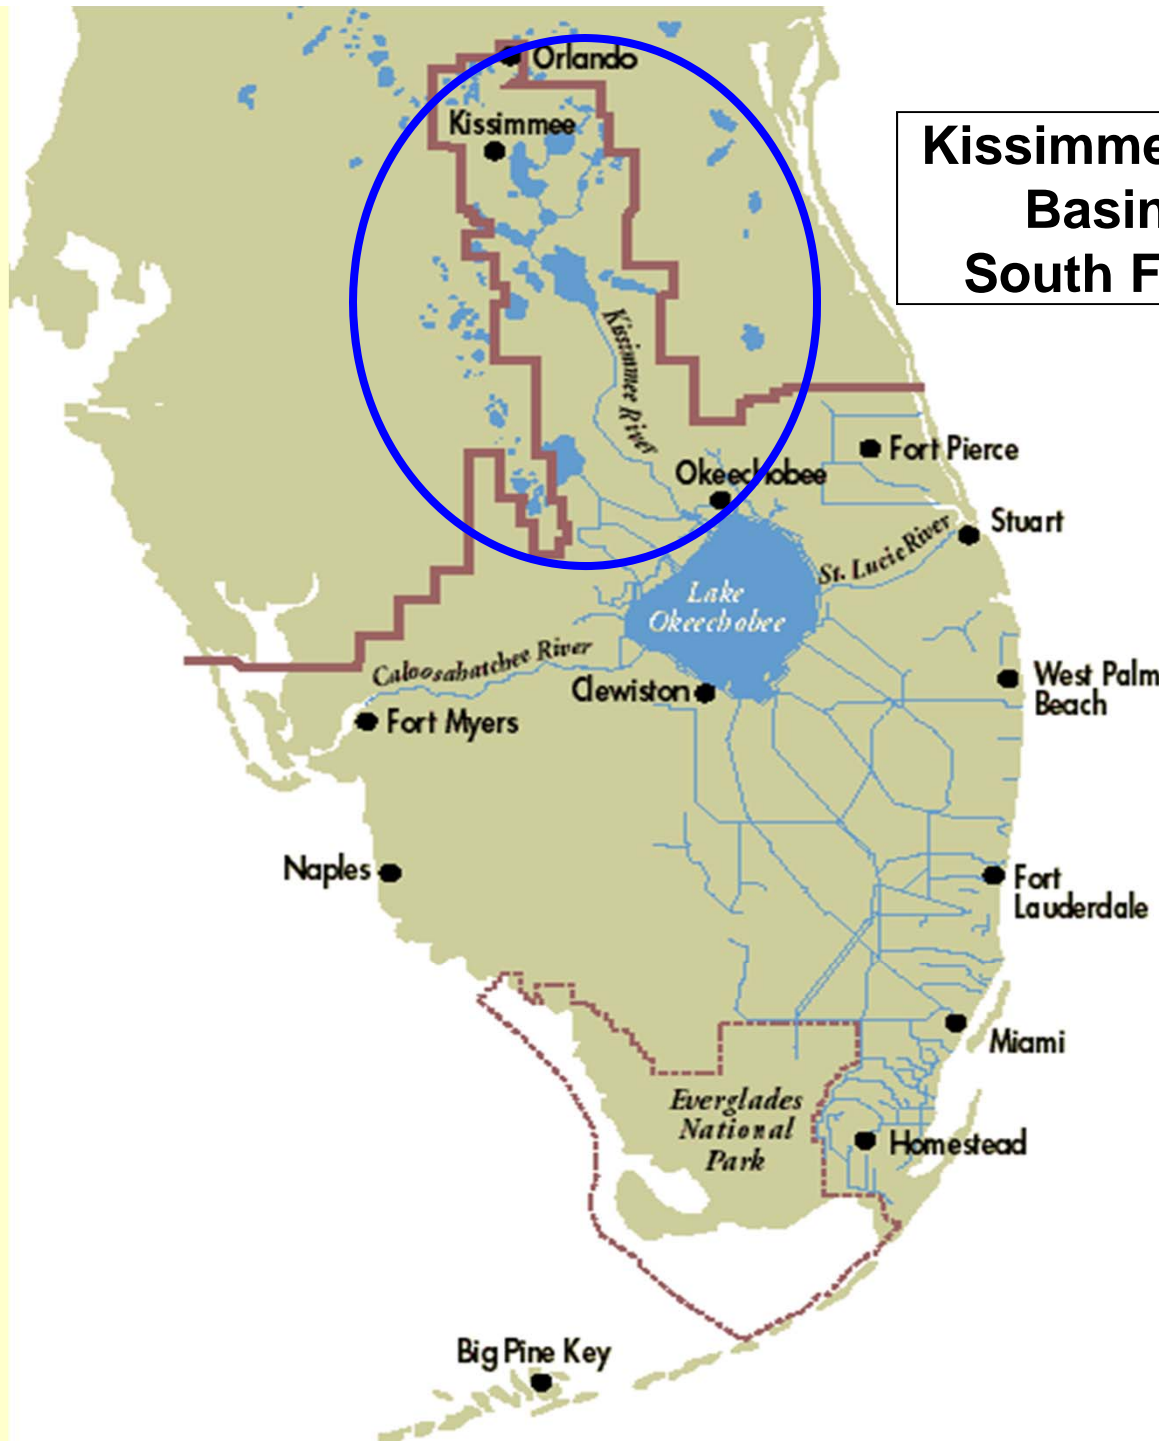 Orlando
Kissimmee
Basin
South F
Kissimmee River
Okeechobee
Fort Pierce
Stuart
St. Lucie River
Lake
Okeechobee
Caloosahatchee River
Clewiston
West Palm
Beach
Fort Myers
Naples
Fort
Lauderdale
Miami
Everglades
National
Park
Homestead
Big Pine Key